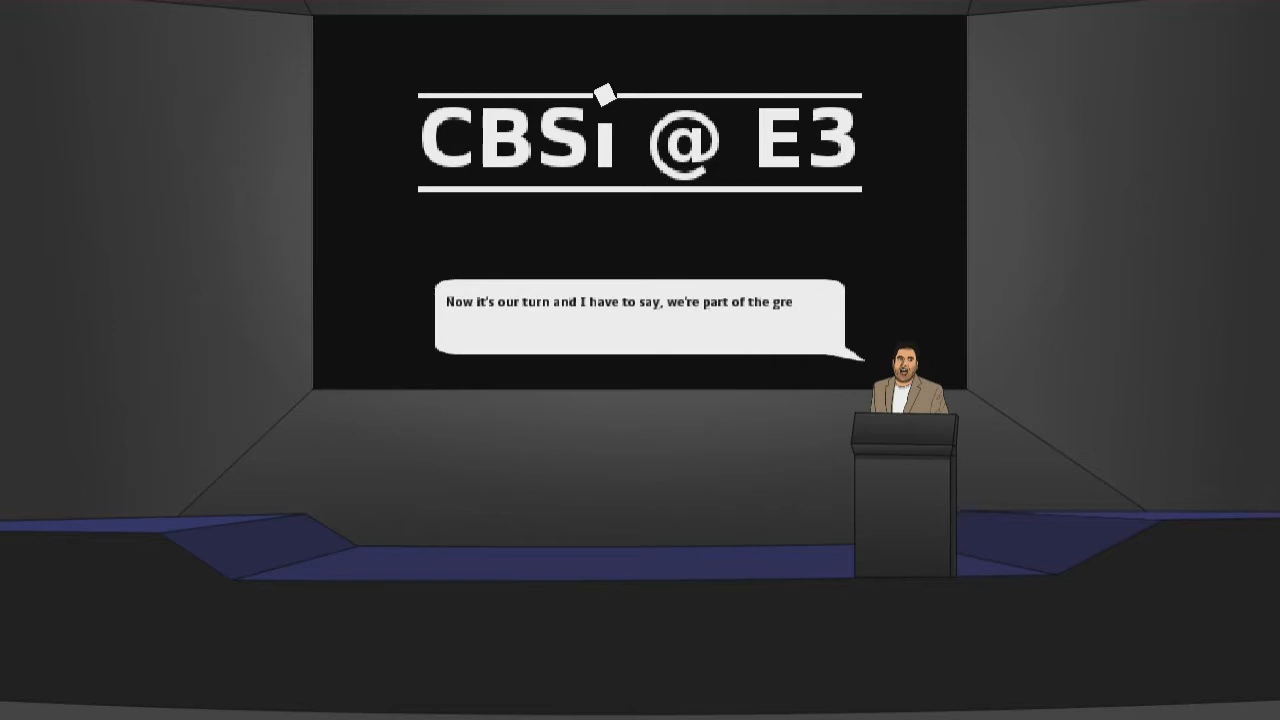 CBSi @ E3
Now it's our turn and I have to say, we're part of the gre